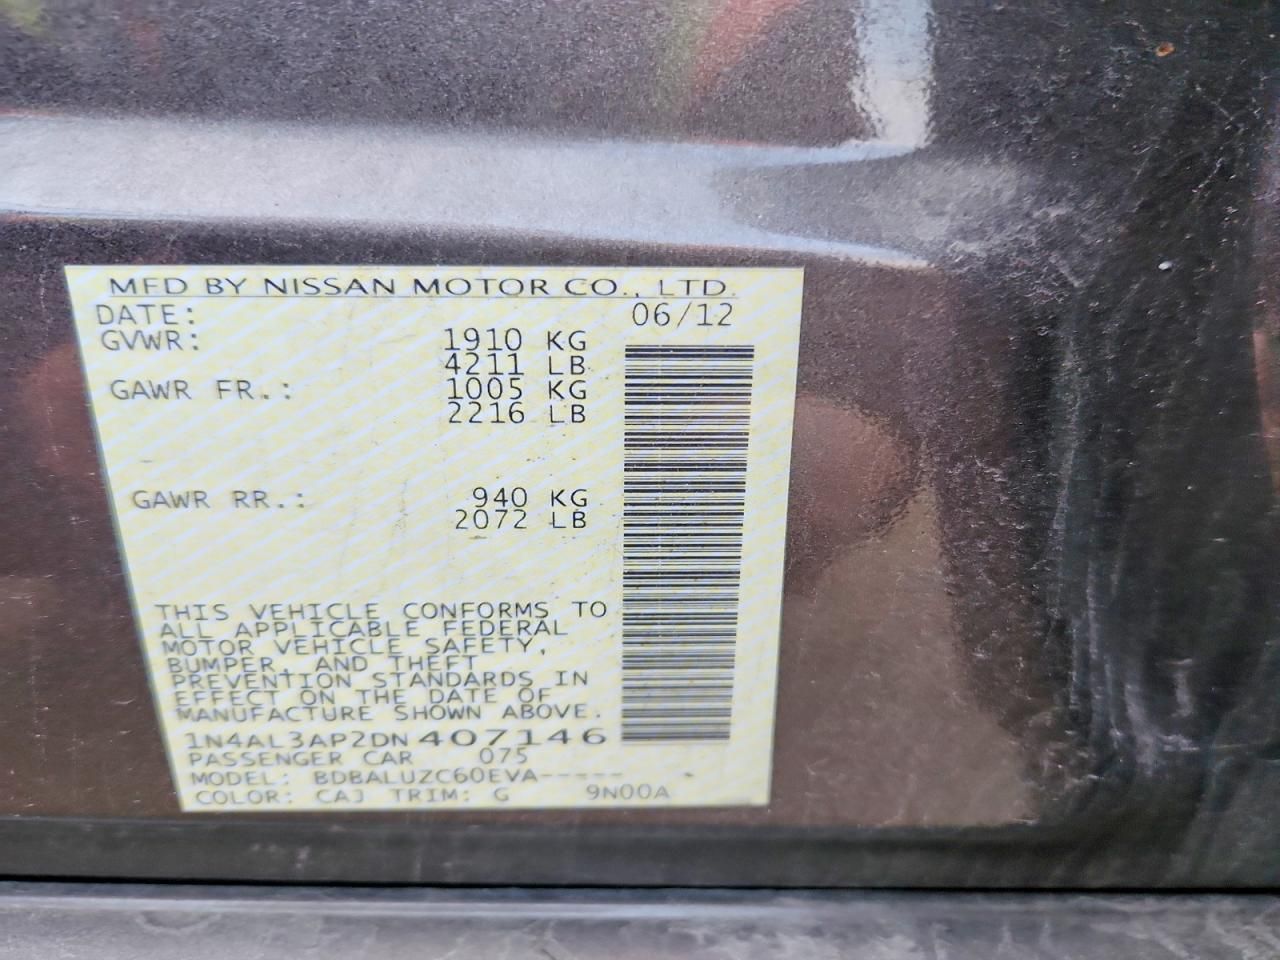 MFD BY NISSAN MOTOR CO., LTD.
DATE: 06/12
GVWR: 1910 KG
4211 LB
GAWR FR.: 1005 KG
2216 LB
GAWR RR.: 940 KG
2072 LB
THIS VEHICLE CONFORMS TO
ALL APPLICABLE FEDERAL
MOTOR VEHICLE SAFETY,
BUMPER, AND THEFT
PREVENTION STANDARDS IN
EFFECT ON THE DATE OF
MANUFACTURE SHOWN ABOVE.
1N4AL3AP2DN407146
PASSENGER CAR 075
MODEL: BDBALUZC60EVA-----
COLOR: CAJ TRIM: G 9N00A